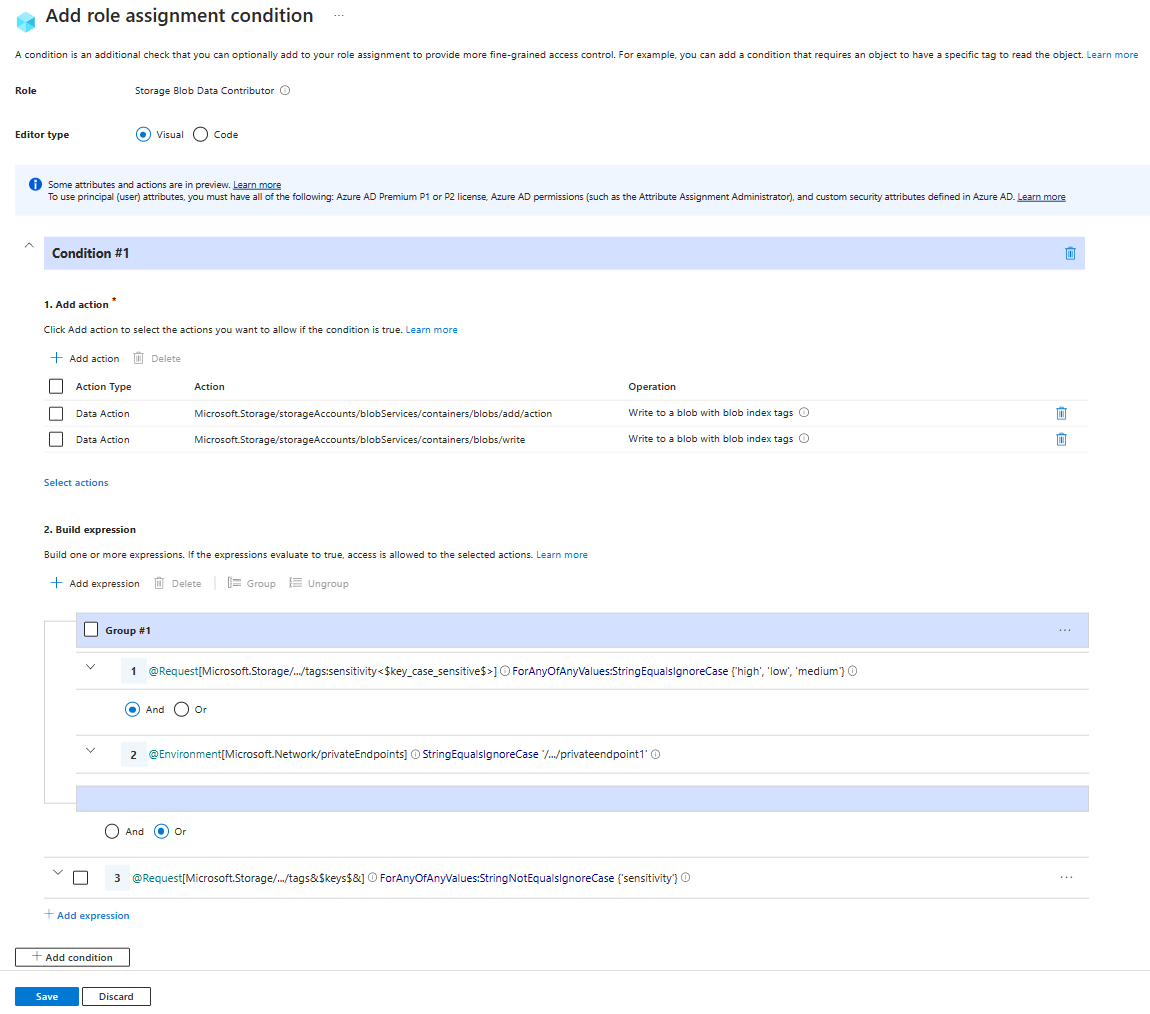 Add role assignment condition ...
A condition is an additional check that you can optionally add to your role assignment to provide more fine-grained access control. For example, you can add a condition that requires an object to have a specific tag to read the object. Learn more
Role Storage Blob Data Contributor
Editor type Visual Code
Some attributes and actions are in preview. Learn more
To use principal (user) attributes, you must have all of the following: Azure AD Premium P1 or P2 license, Azure AD permissions (such as the Attribute Assignment Administrator), and custom security attributes defined in Azure AD. Learn more
Condition #1
1. Add action *
Click Add action to select the actions you want to allow if the condition is true. Learn more
+ Add action Delete
Action Type Action Operation
Data Action Microsoft.Storage/storageAccounts/blobServices/containers/blobs/add/action Write to a blob with blob index tags
Data Action Microsoft.Storage/storageAccounts/blobServices/containers/blobs/write Write to a blob with blob index tags
Select actions
2. Build expression
Build one or more expressions. If the expressions evaluate to true, access is allowed to the selected actions. Learn more
+ Add expression Delete Group Ungroup
Group #1 ...
1 @Request[Microsoft.Storage/.../tags:sensitivity<$key_case_sensitive$>] ForAnyOfAnyValues:StringEqualsIgnoreCase {'high', 'low', 'medium'}
And Or
2 @Environment[Microsoft.Network/privateEndpoints] StringEqualsIgnoreCase '/.../privateendpoint1'
And Or
3 @Request[Microsoft.Storage/.../tags&$keys$&] ForAnyOfAnyValues:StringNotEqualsIgnoreCase {'sensitivity'} ...
+ Add expression
+ Add condition
Save Discard